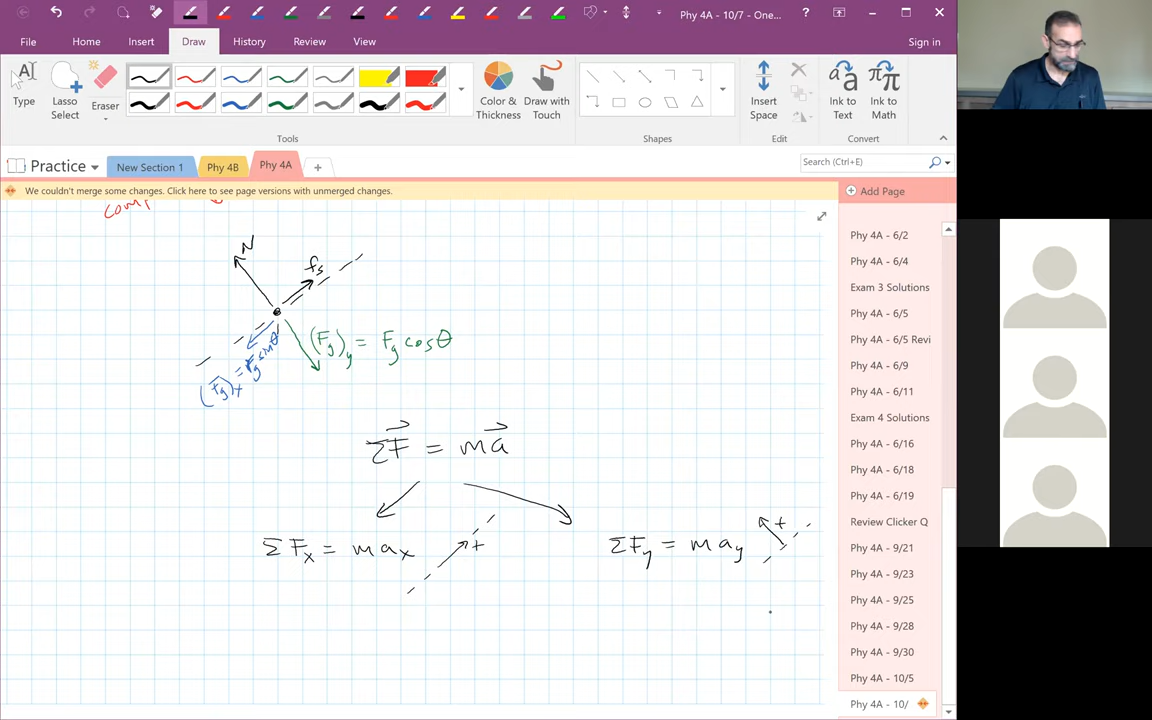 Phy 4A - 10/7 - One...
File Home Insert Draw History Review View Sign in
Type
Lasso Select
Eraser
Color & Thickness
Draw with Touch
Insert Space
Ink to Text
Ink to Math
Tools
Shapes
Edit
Convert
Practice
New Section 1
Phy 4B
Phy 4A
Search (Ctrl+E)
We couldn't merge some changes. Click here to see page versions with unmerged changes.
Add Page
comp
N
fs
(Fg)y = Fg cosθ
(Fg)x = Fg sinθ
ΣF = ma
ΣFx = max
+
ΣFy = may
+
Phy 4A - 6/2
Phy 4A - 6/4
Exam 3 Solutions
Phy 4A - 6/5
Phy 4A - 6/5 Revi
Phy 4A - 6/9
Phy 4A - 6/11
Exam 4 Solutions
Phy 4A - 6/16
Phy 4A - 6/18
Phy 4A - 6/19
Review Clicker Q
Phy 4A - 9/21
Phy 4A - 9/23
Phy 4A - 9/25
Phy 4A - 9/28
Phy 4A - 9/30
Phy 4A - 10/5
Phy 4A - 10/